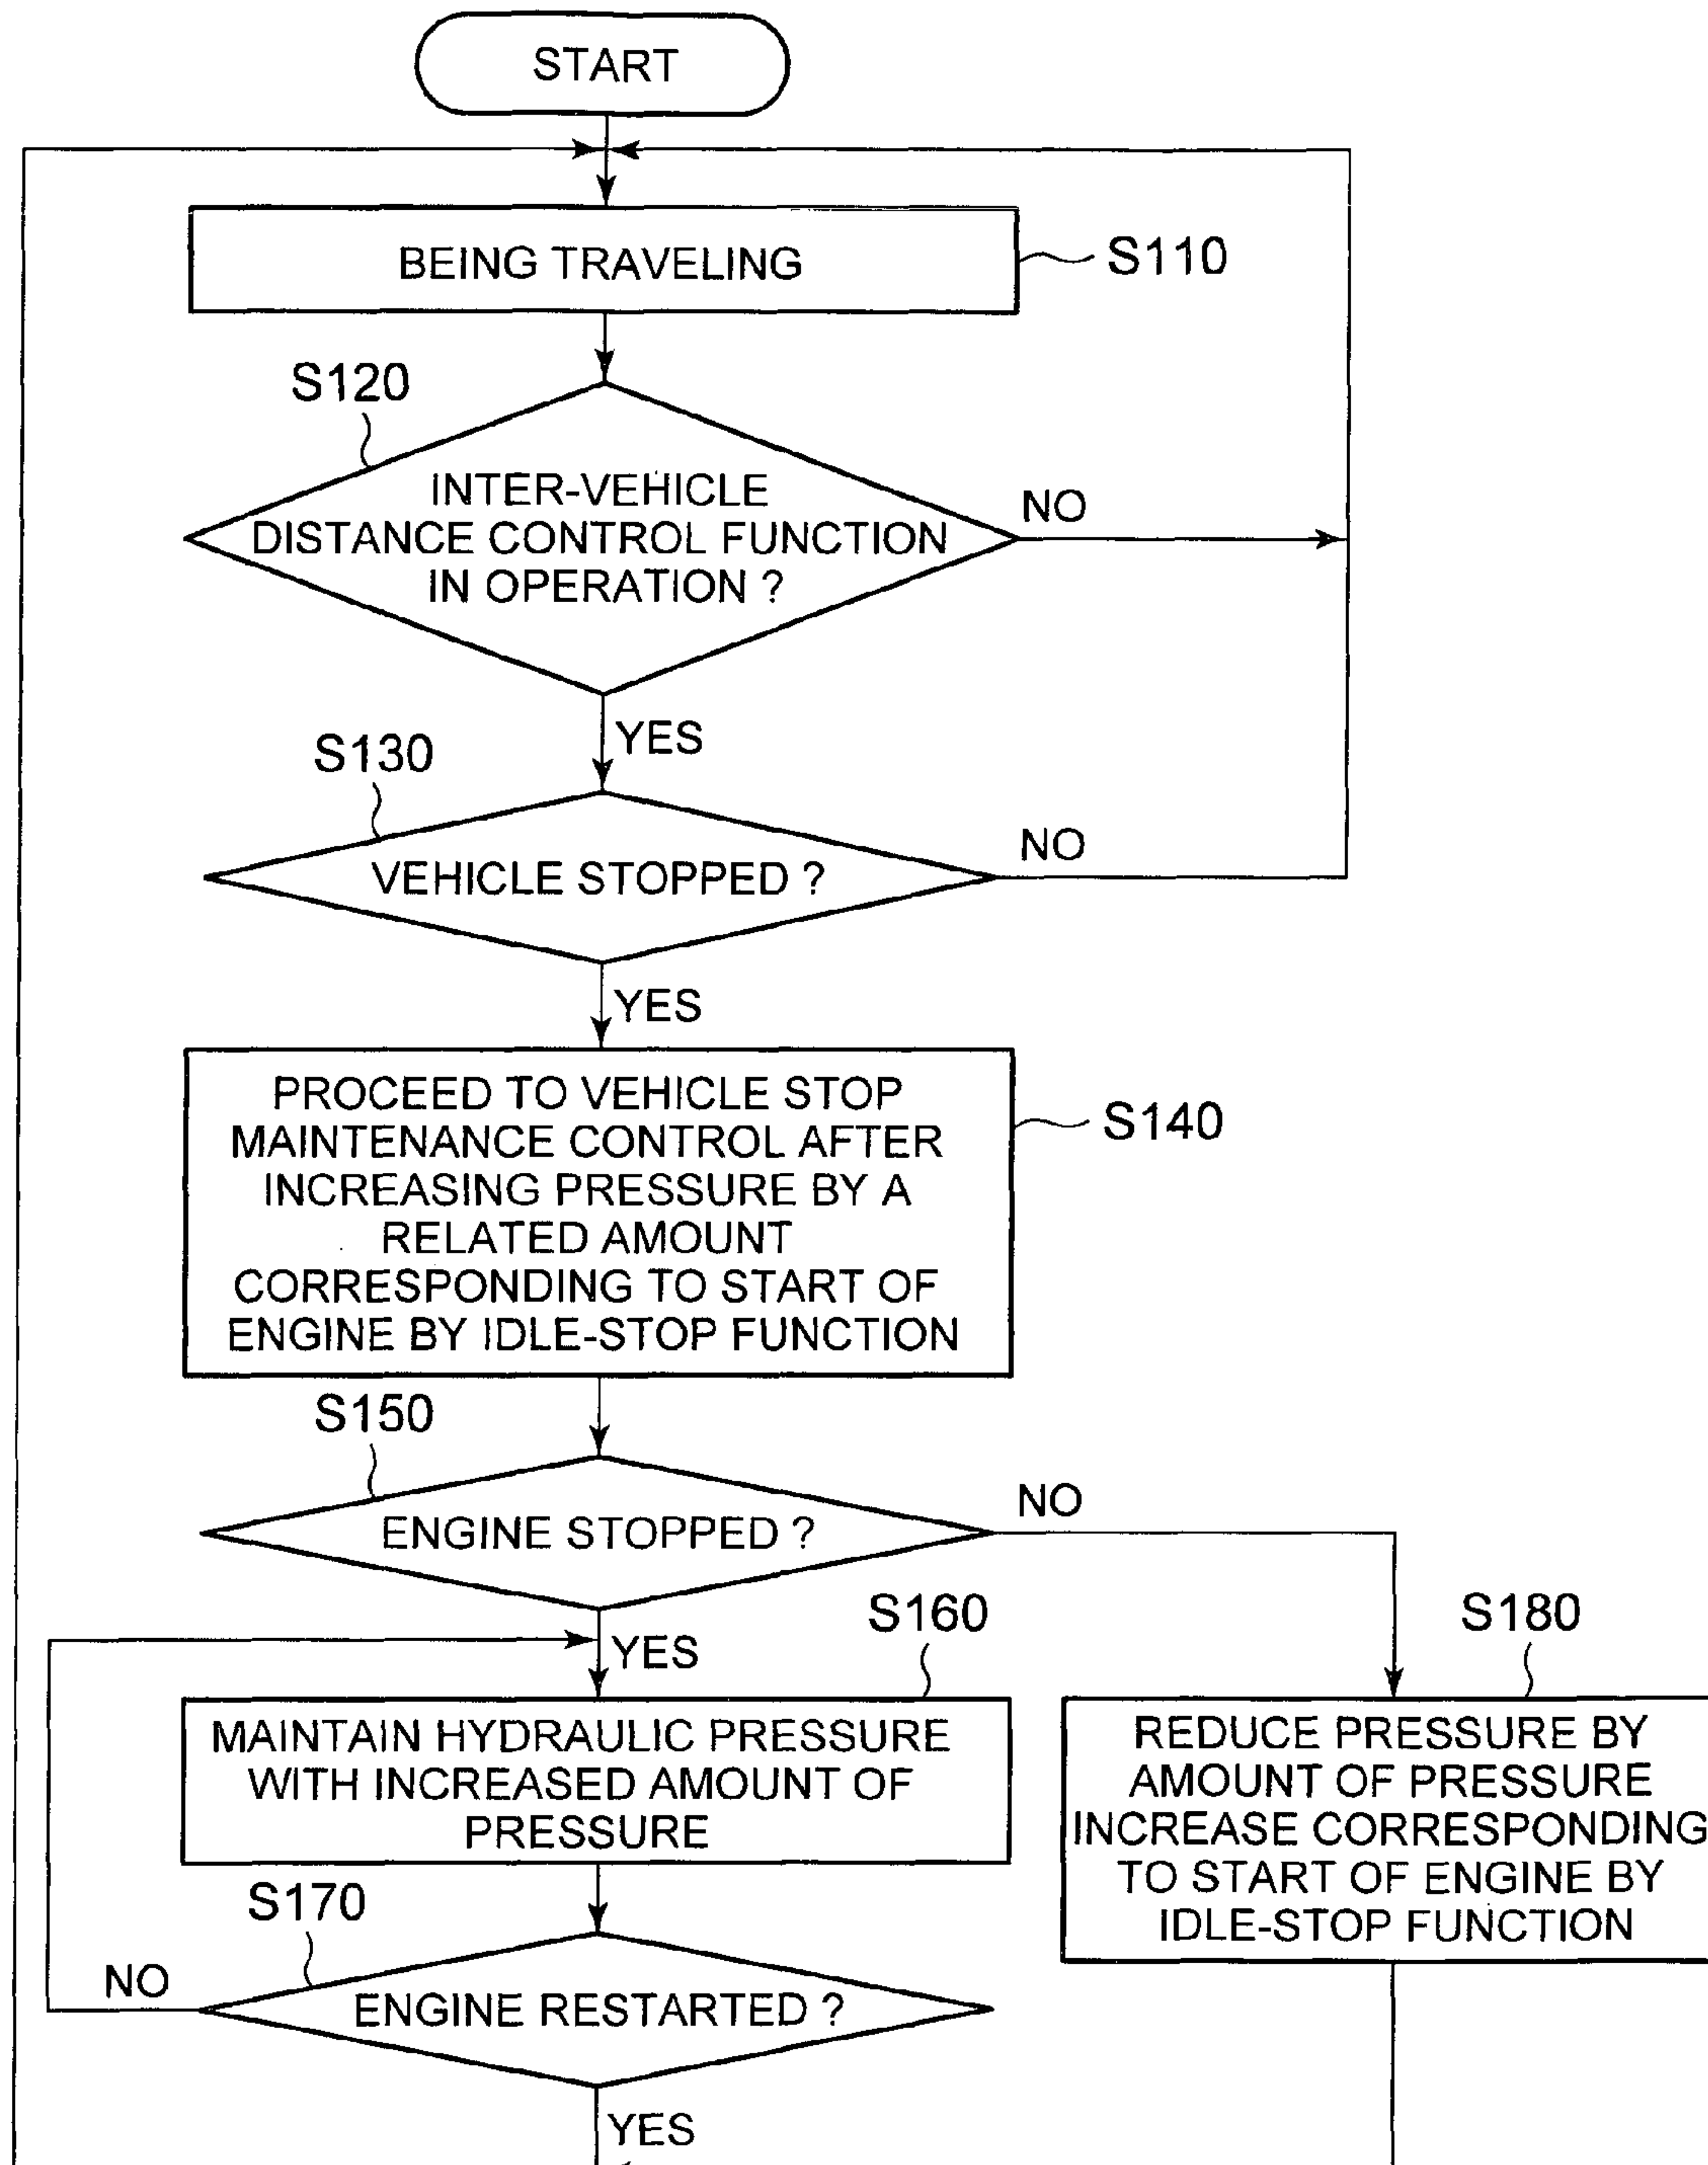 START
BEING TRAVELING
S110
S120
INTER-VEHICLE
DISTANCE CONTROL FUNCTION
IN OPERATION ?
NO
YES
S130
VEHICLE STOPPED ?
NO
YES
PROCEED TO VEHICLE STOP
MAINTENANCE CONTROL AFTER
INCREASING PRESSURE BY A
RELATED AMOUNT
CORRESPONDING TO START OF
ENGINE BY IDLE-STOP FUNCTION
S140
S150
ENGINE STOPPED ?
NO
YES
S160
MAINTAIN HYDRAULIC PRESSURE
WITH INCREASED AMOUNT OF
PRESSURE
S180
REDUCE PRESSURE BY
AMOUNT OF PRESSURE
INCREASE CORRESPONDING
TO START OF ENGINE BY
IDLE-STOP FUNCTION
S170
NO
ENGINE RESTARTED ?
YES